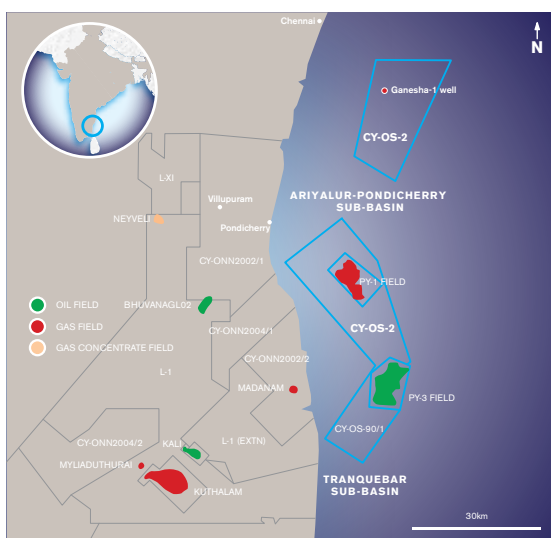 Chennai
N
Ganesha-1 well
CY-OS-2
L-XI
ARIYALUR-PONDICHERRY
SUB-BASIN
Villupuram
NEYVELI
Pondicherry
CY-ONN2002/1
PY-1 FIELD
OIL FIELD
BHUVANAGL02
GAS FIELD
CY-ONN2004/1
CY-OS-2
GAS CONCENTRATE FIELD
CY-ONN2002/2
L-1
MADANAM
PY-3 FIELD
CY-OS-90/1
CY-ONN2004/2
KALI
L-1 (EXTN)
MYLIADUTHURAI
TRANQUEBAR
SUB-BASIN
KUTHALAM
30km